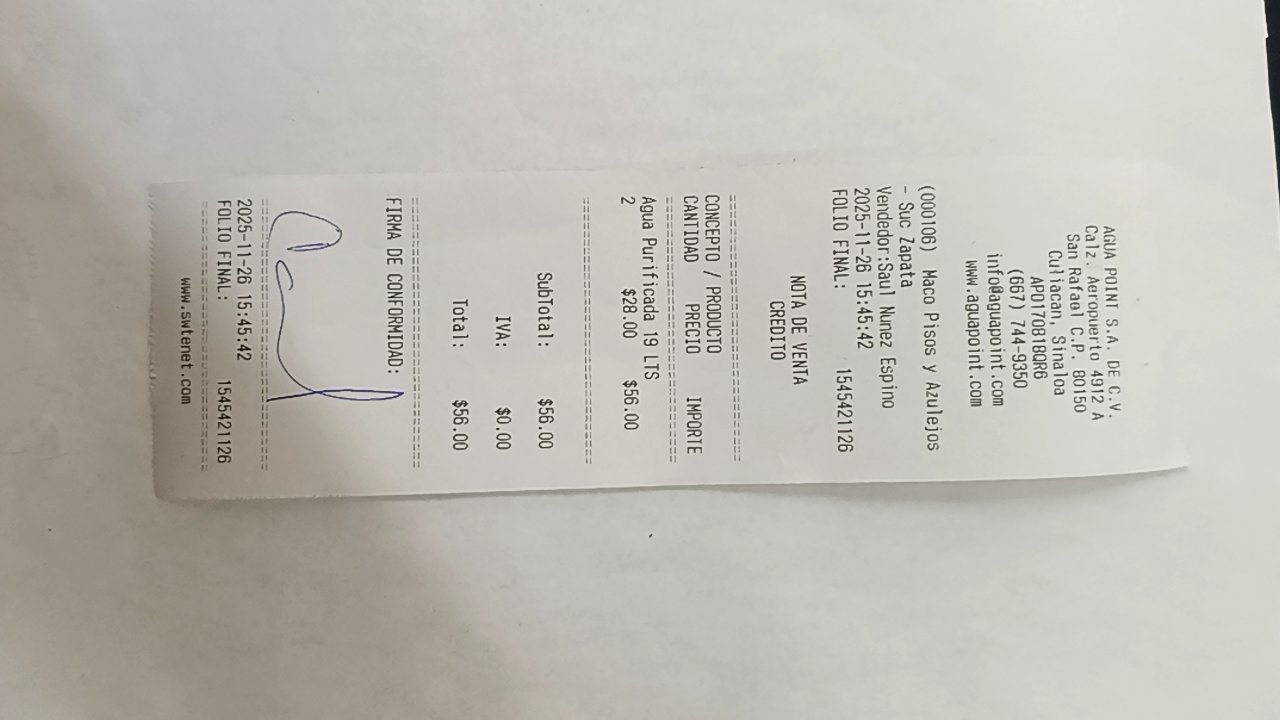 AGUA POINT S.A. DE C.V.
Calz. Aeropuerto 4912 A
San Rafael C.P. 80150
Culiacan, Sinaloa
APO170818QR6
(667) 744-9350
info@aguapoint.com
www.aguapoint.com
(000106) Maco Pisos y Azulejos
- Suc Zapata
Vendedor:Saul Nunez Espino
2025-11-26 15:45:42
FOLIO FINAL: 1545421126
NOTA DE VENTA
CREDITO
CONCEPTO / PRODUCTO
CANTIDAD PRECIO IMPORTE
Agua Purificada 19 LTS
2 $28.00 $56.00
SubTotal: $56.00
IVA: $0.00
Total: $56.00
FIRMA DE CONFORMIDAD:
2025-11-26 15:45:42
FOLIO FINAL: 1545421126
www.swtenet.com